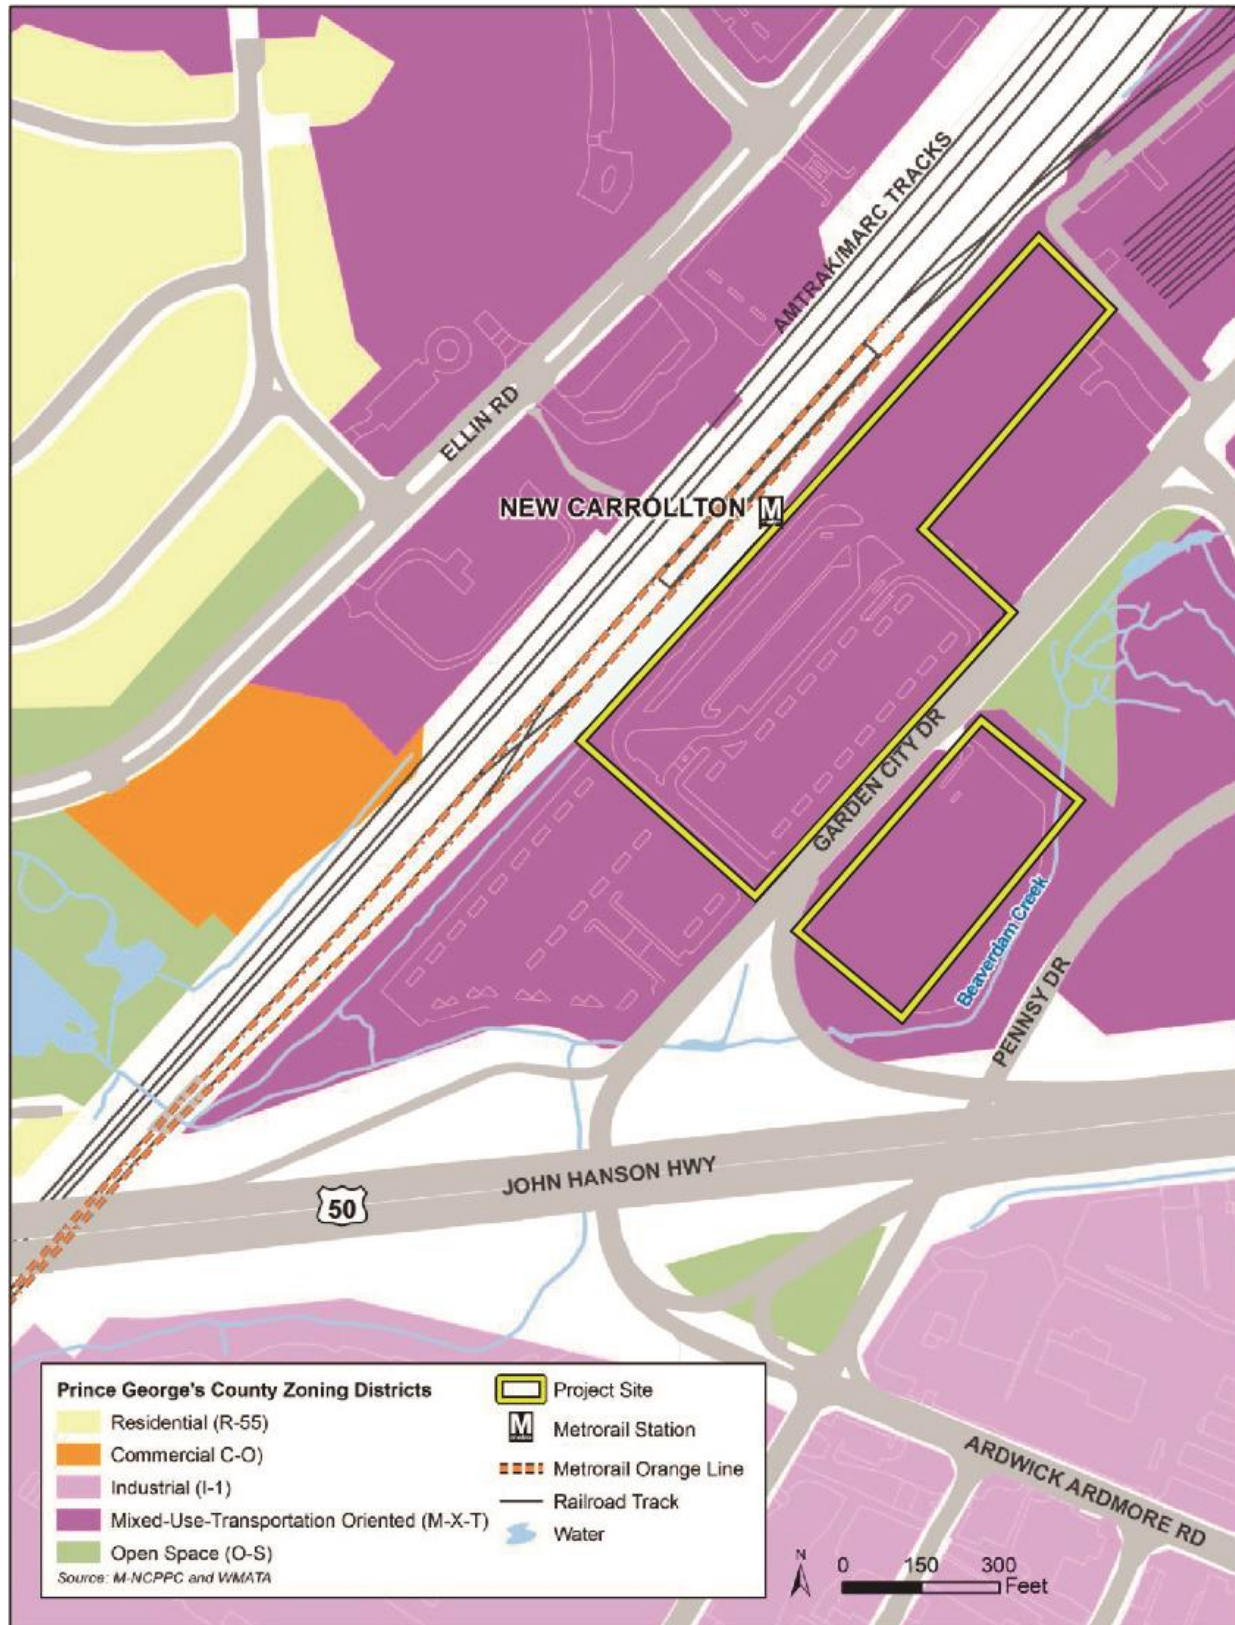 AMTRAK/MARC TRACKS
ELLIN RD
NEW CARROLLTON M
GARDEN CITY DR
Beaverdam Creek
PENNSY DR
JOHN HANSON HWY
50
ARDWICK ARDMORE RD
Prince George's County Zoning Districts
Residential (R-55)
Commercial C-O)
Industrial (I-1)
Mixed-Use-Transportation Oriented (M-X-T)
Open Space (O-S)
Source: M-NCPPC and WMATA
Project Site
M Metrorail Station
Metrorail Orange Line
Railroad Track
Water
N
0 150 300
Feet